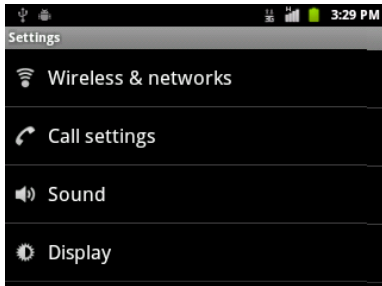 3:29 PM
Settings
Wireless & networks
Call settings
Sound
Display